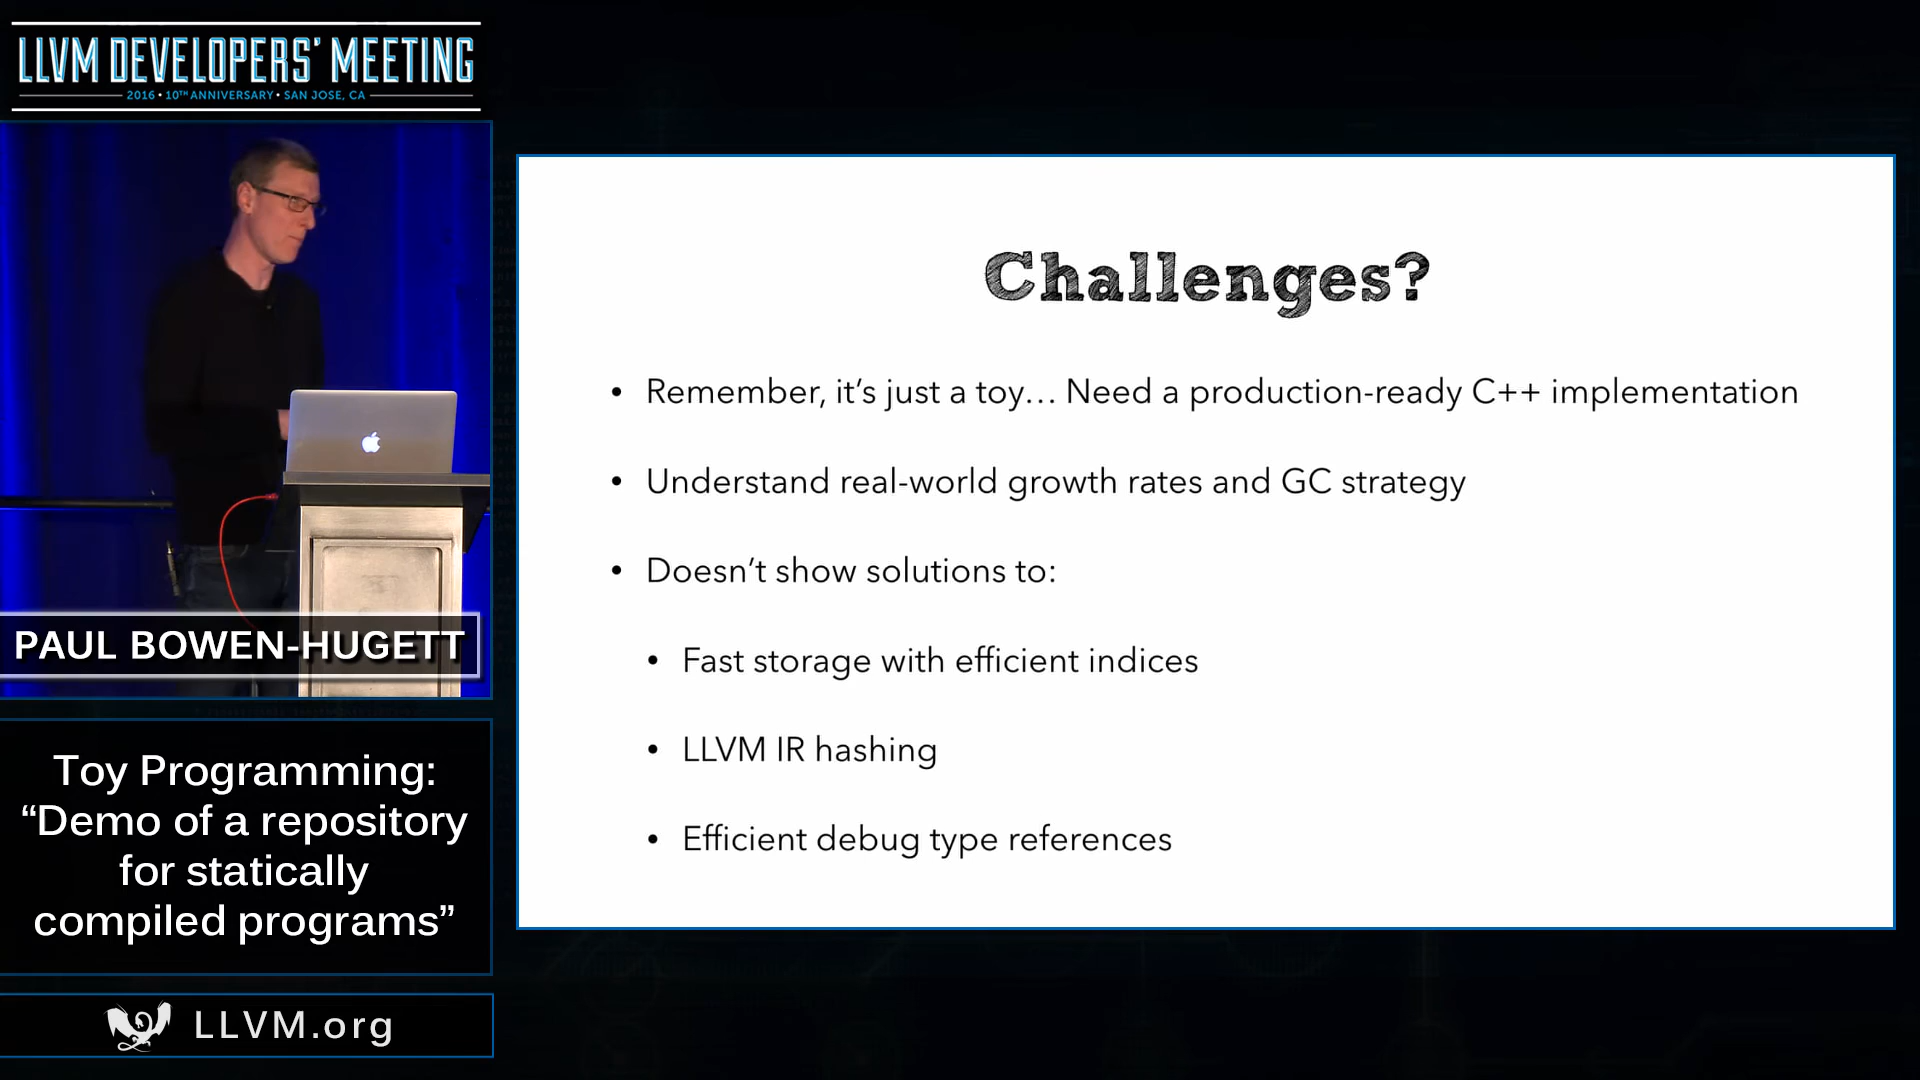 LLVM DEVELOPERS' MEETING
2016 • 10TH ANNIVERSARY • SAN JOSE, CA
PAUL BOWEN-HUGETT
Toy Programming:
“Demo of a repository
for statically
compiled programs”
LLVM.org
Challenges?
• Remember, it’s just a toy… Need a production-ready C++ implementation
• Understand real-world growth rates and GC strategy
• Doesn’t show solutions to:
• Fast storage with efficient indices
• LLVM IR hashing
• Efficient debug type references